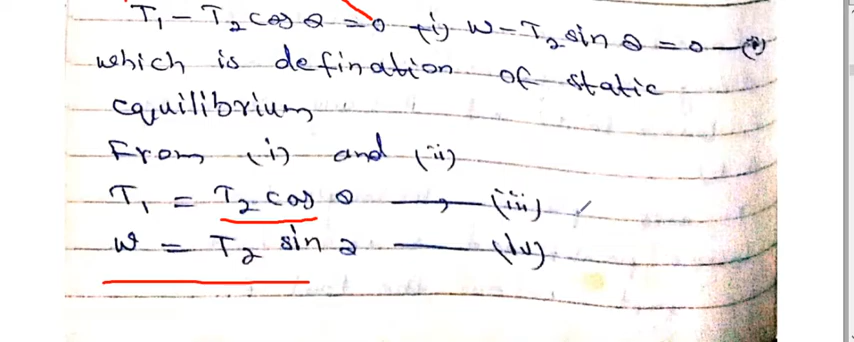 T₁ - T₂ cos θ = 0 - (i) W - T₂ sin θ = 0 - (ii)
which is defination of static
equilibrium
From (i) and (ii)
T₁ = T₂ cos θ → (iii)
W = T₂ sin θ — (iv)